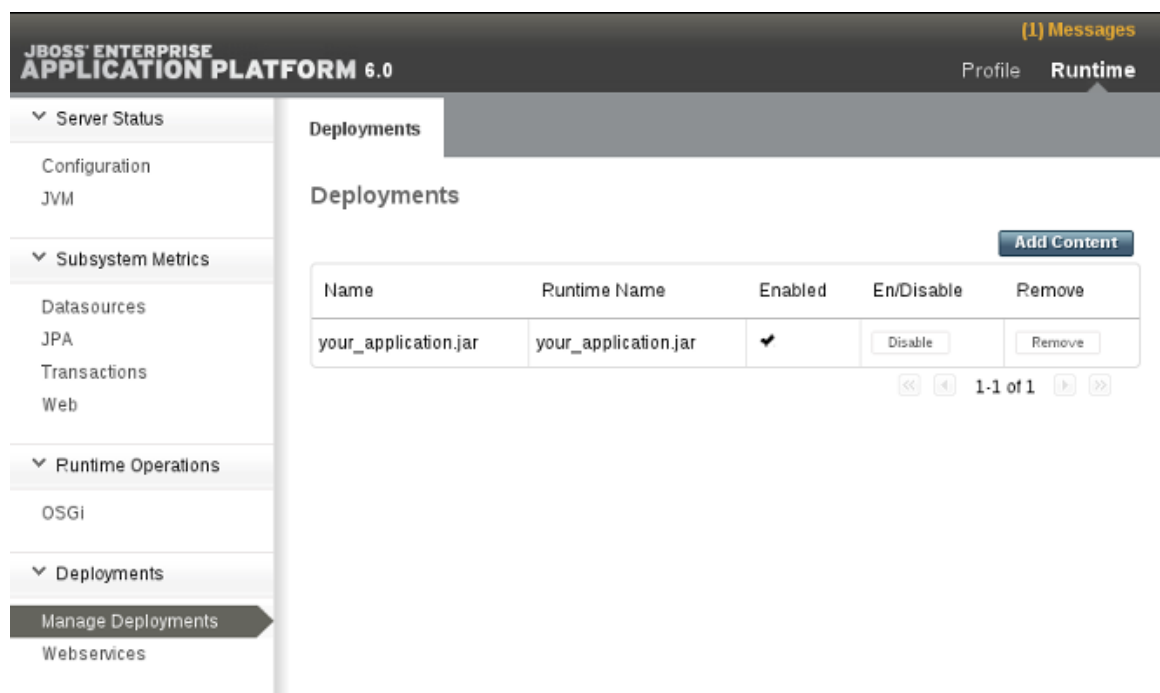 (1) Messages
JBOSS' ENTERPRISE
APPLICATION PLATFORM 6.0
Profile Runtime
Server Status
Configuration
JVM
Subsystem Metrics
Datasources
JPA
Transactions
Web
Runtime Operations
OSGi
Deployments
Manage Deployments
Webservices
Deployments
Deployments
Add Content
Name Runtime Name Enabled En/Disable Remove
your_application.jar your_application.jar Disable Remove
1-1 of 1